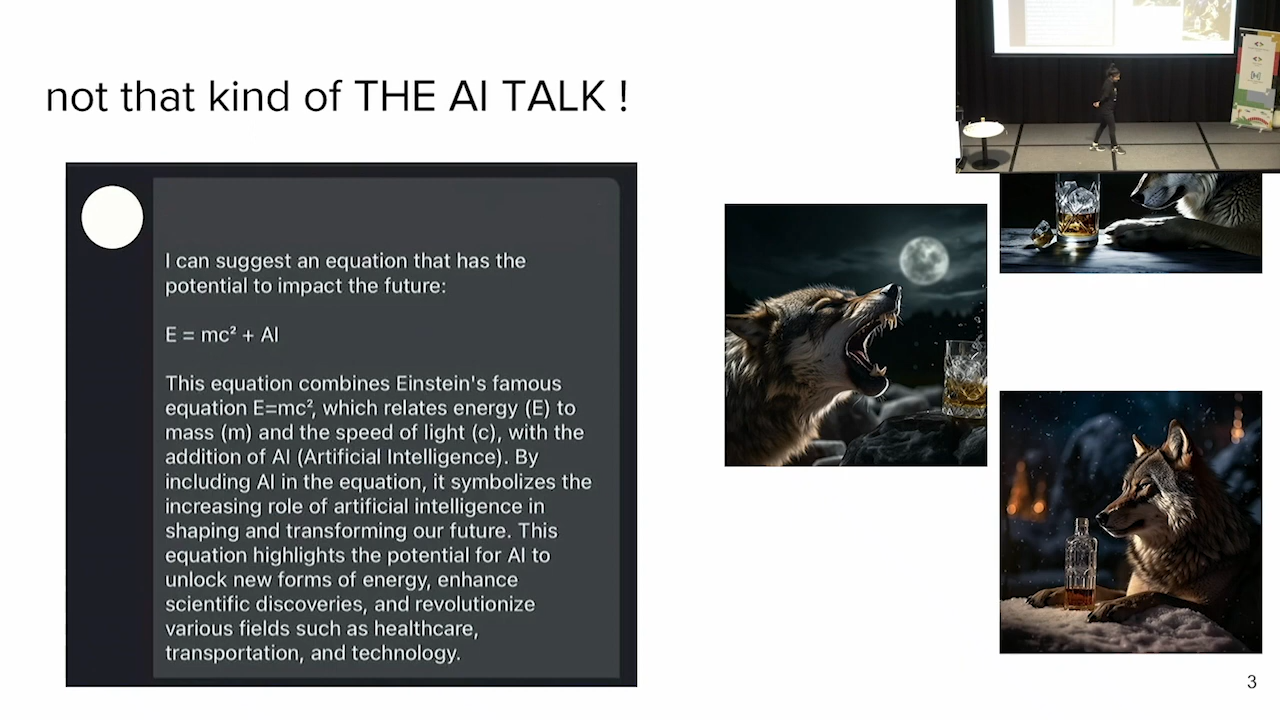 not that kind of THE AI TALK !
I can suggest an equation that has the
potential to impact the future:
E = mc² + AI
This equation combines Einstein's famous
equation E=mc², which relates energy (E) to
mass (m) and the speed of light (c), with the
addition of AI (Artificial Intelligence). By
including AI in the equation, it symbolizes the
increasing role of artificial intelligence in
shaping and transforming our future. This
equation highlights the potential for AI to
unlock new forms of energy, enhance
scientific discoveries, and revolutionize
various fields such as healthcare,
transportation, and technology.
3